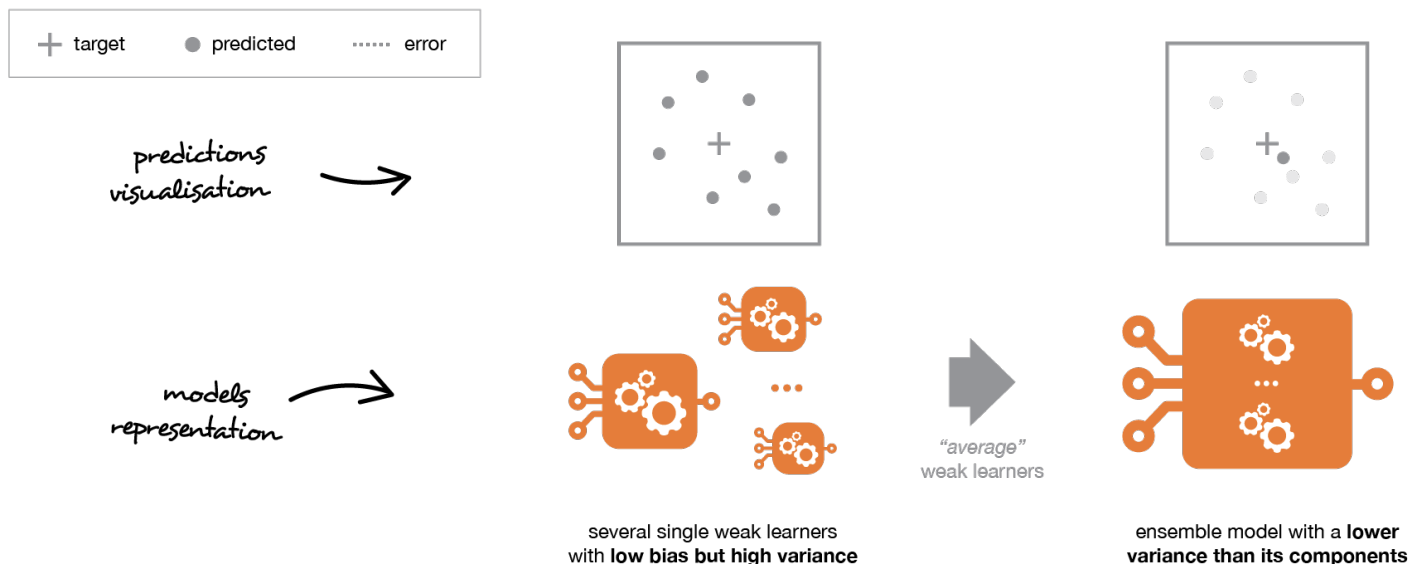 target predicted error
predictions
visualisation
models
representation
"average"
weak learners
several single weak learners
with low bias but high variance
ensemble model with a lower
variance than its components